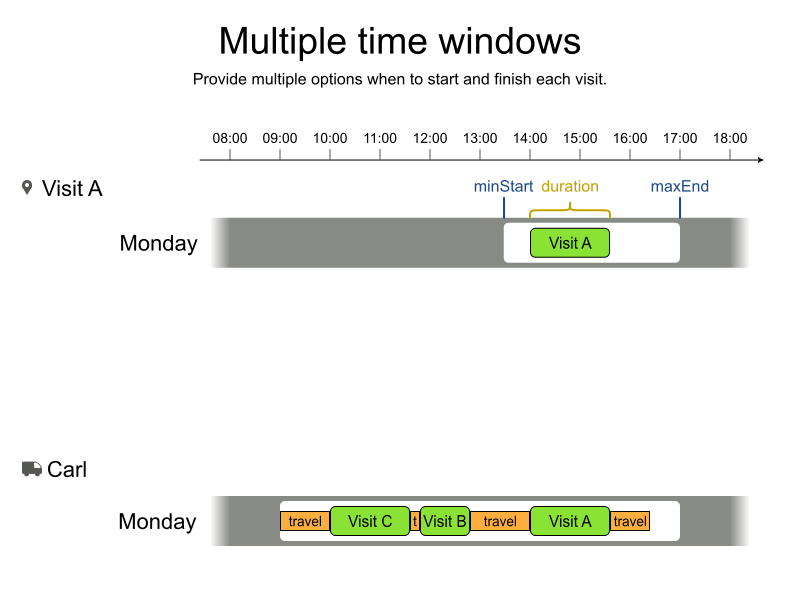 Multiple time windows
Provide multiple options when to start and finish each visit.
08:00 09:00 10:00 11:00 12:00 13:00 14:00 15:00 16:00 17:00 18:00
Visit A
minStart duration maxEnd
Monday
Visit A
Carl
Monday
travel Visit C t Visit B travel Visit A travel